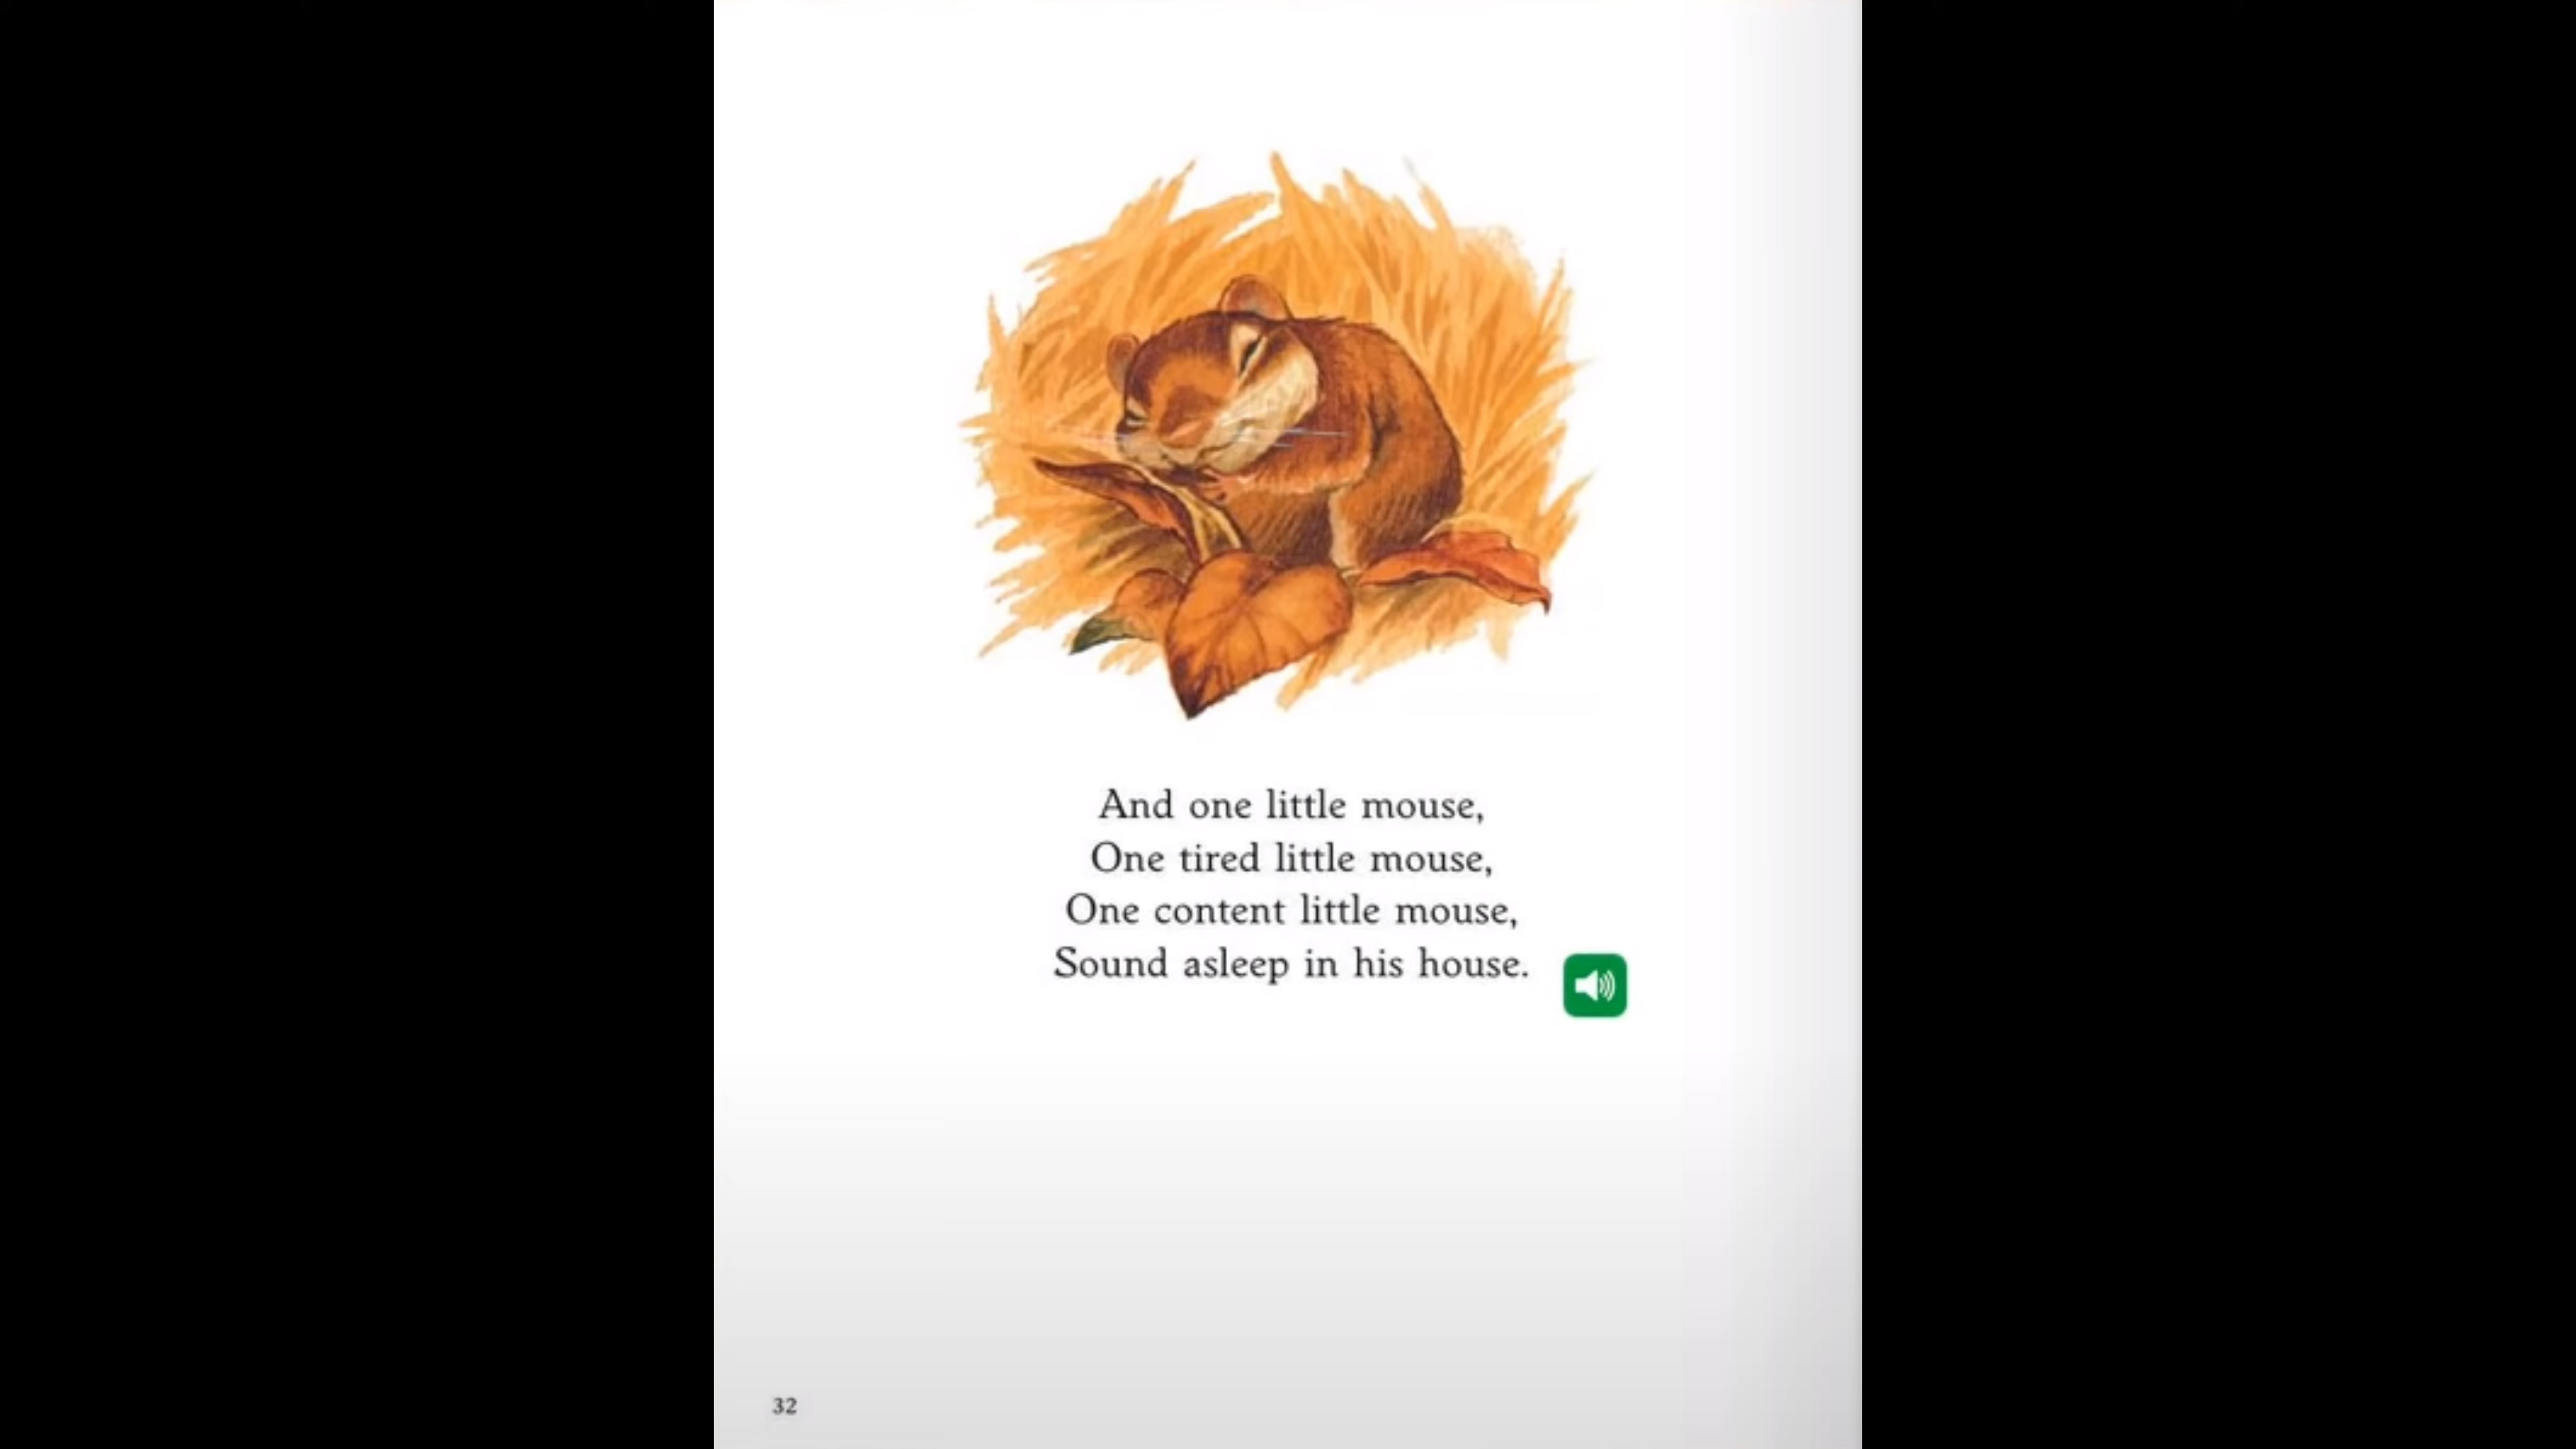 And one little mouse,
One tired little mouse,
One content little mouse,
Sound asleep in his house.
32